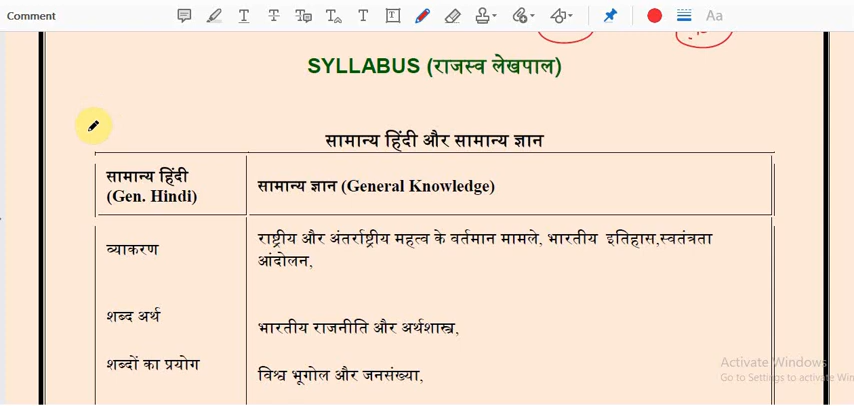 Comment
Aa
SYLLABUS (राजस्व लेखपाल)
सामान्य हिंदी और सामान्य ज्ञान
सामान्य हिंदी
(Gen. Hindi)
सामान्य ज्ञान (General Knowledge)
व्याकरण
राष्ट्रीय और अंतर्राष्ट्रीय महत्व के वर्तमान मामले, भारतीय इतिहास,स्वतंत्रता
आंदोलन,
शब्द अर्थ
भारतीय राजनीति और अर्थशास्त्र,
शब्दों का प्रयोग
विश्व भूगोल और जनसंख्या,
Activate Windows
Go to Settings to activate Win